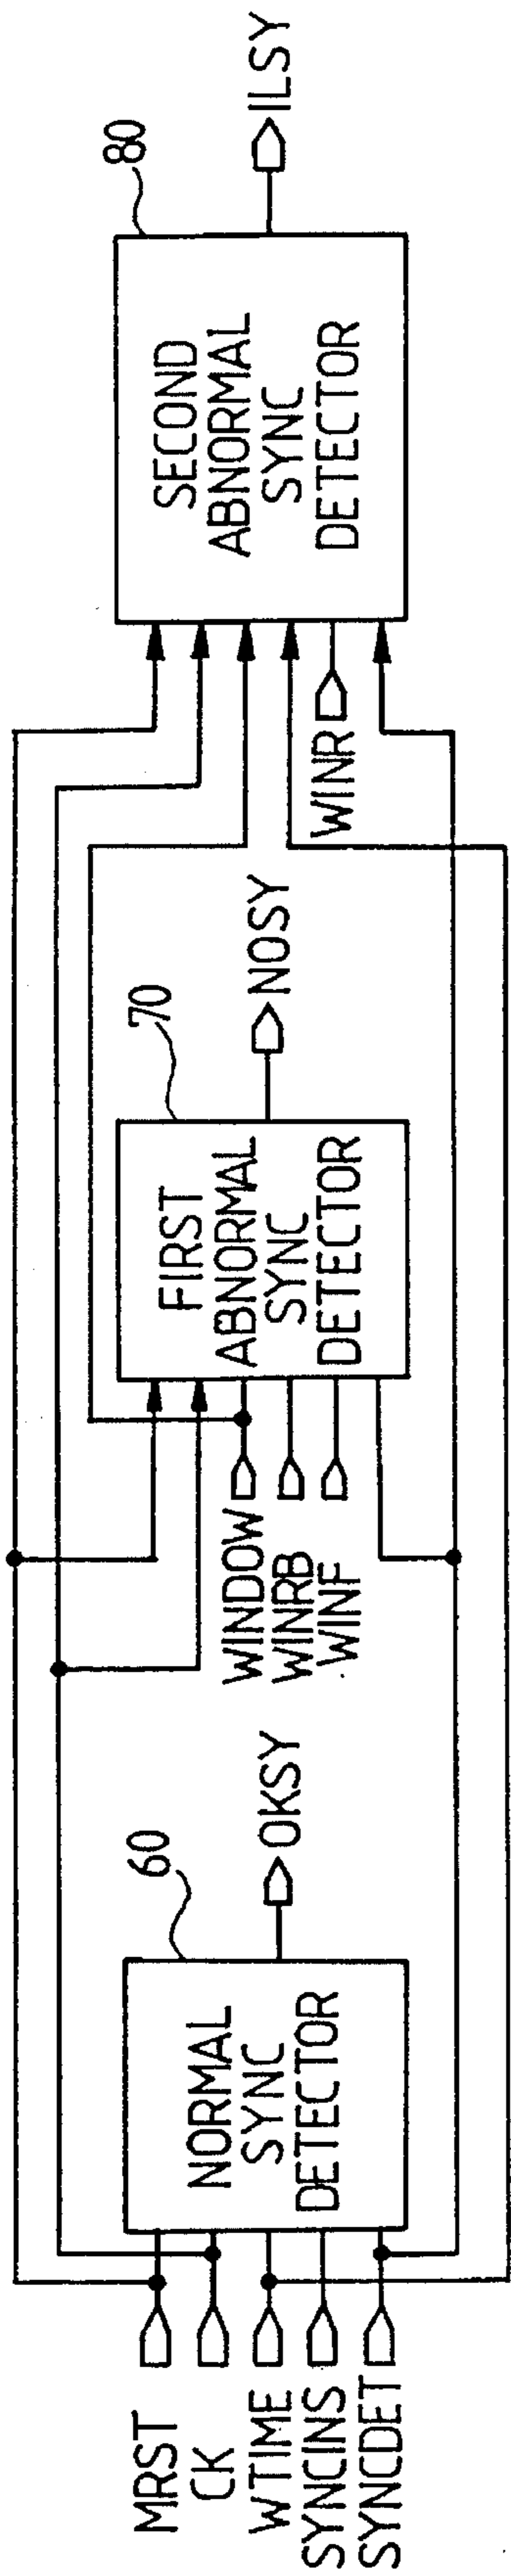 MRST
CK
WTIME
SYNCINS
SYNCDET
60
NORMAL
SYNC
DETECTOR
OKSY
WINDOW
WINRB
WINF
70
FIRST
ABNORMAL
SYNC
DETECTOR
NOSY
WINR
80
SECOND
ABNORMAL
SYNC
DETECTOR
ILSY